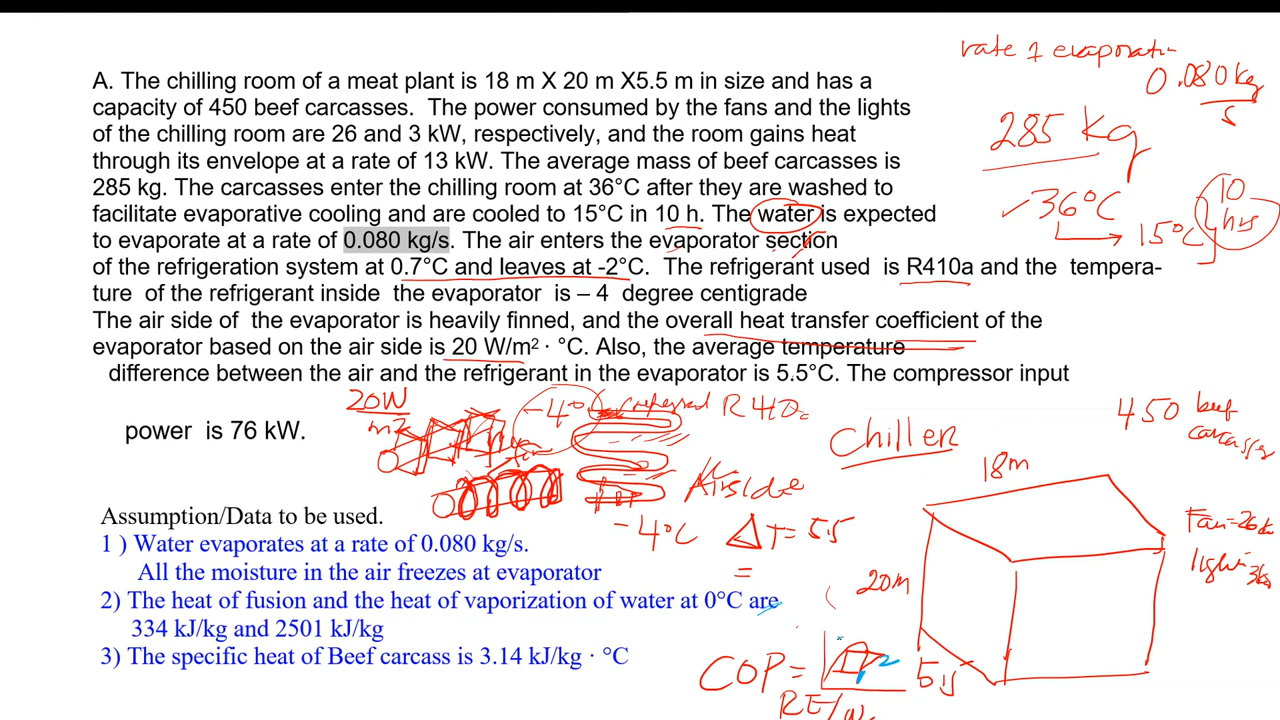 rate of evaporatin
0.080 kg/s
A. The chilling room of a meat plant is 18 m X 20 m X5.5 m in size and has a
capacity of 450 beef carcasses.  The power consumed by the fans and the lights
of the chilling room are 26 and 3 kW, respectively, and the room gains heat
through its envelope at a rate of 13 kW. The average mass of beef carcasses is
285 kg. The carcasses enter the chilling room at 36°C after they are washed to
facilitate evaporative cooling and are cooled to 15°C in 10 h. The water is expected
to evaporate at a rate of 0.080 kg/s. The air enters the evaporator section
of the refrigeration system at 0.7°C and leaves at -2°C.  The refrigerant used  is R410a and the  tempera-
ture  of the refrigerant inside  the evaporator  is – 4  degree centigrade
The air side of  the evaporator is heavily finned, and the overall heat transfer coefficient of the
evaporator based on the air side is 20 W/m² · °C. Also, the average temperature
difference between the air and the refrigerant in the evaporator is 5.5°C. The compressor input
power  is 76 kW.
285 kg
36°C
15°C
10 hrs
20W
m²
-4°
R410a
Airside
-4°C
ΔT= 5.5
=
Chiller
450 beef
carcasses
18m
Fan=26
light=3
20m
5.5
COP=
RE/
Assumption/Data to be used.
1 ) Water evaporates at a rate of 0.080 kg/s.
All the moisture in the air freezes at evaporator
2) The heat of fusion and the heat of vaporization of water at 0°C are
334 kJ/kg and 2501 kJ/kg
3) The specific heat of Beef carcass is 3.14 kJ/kg · °C